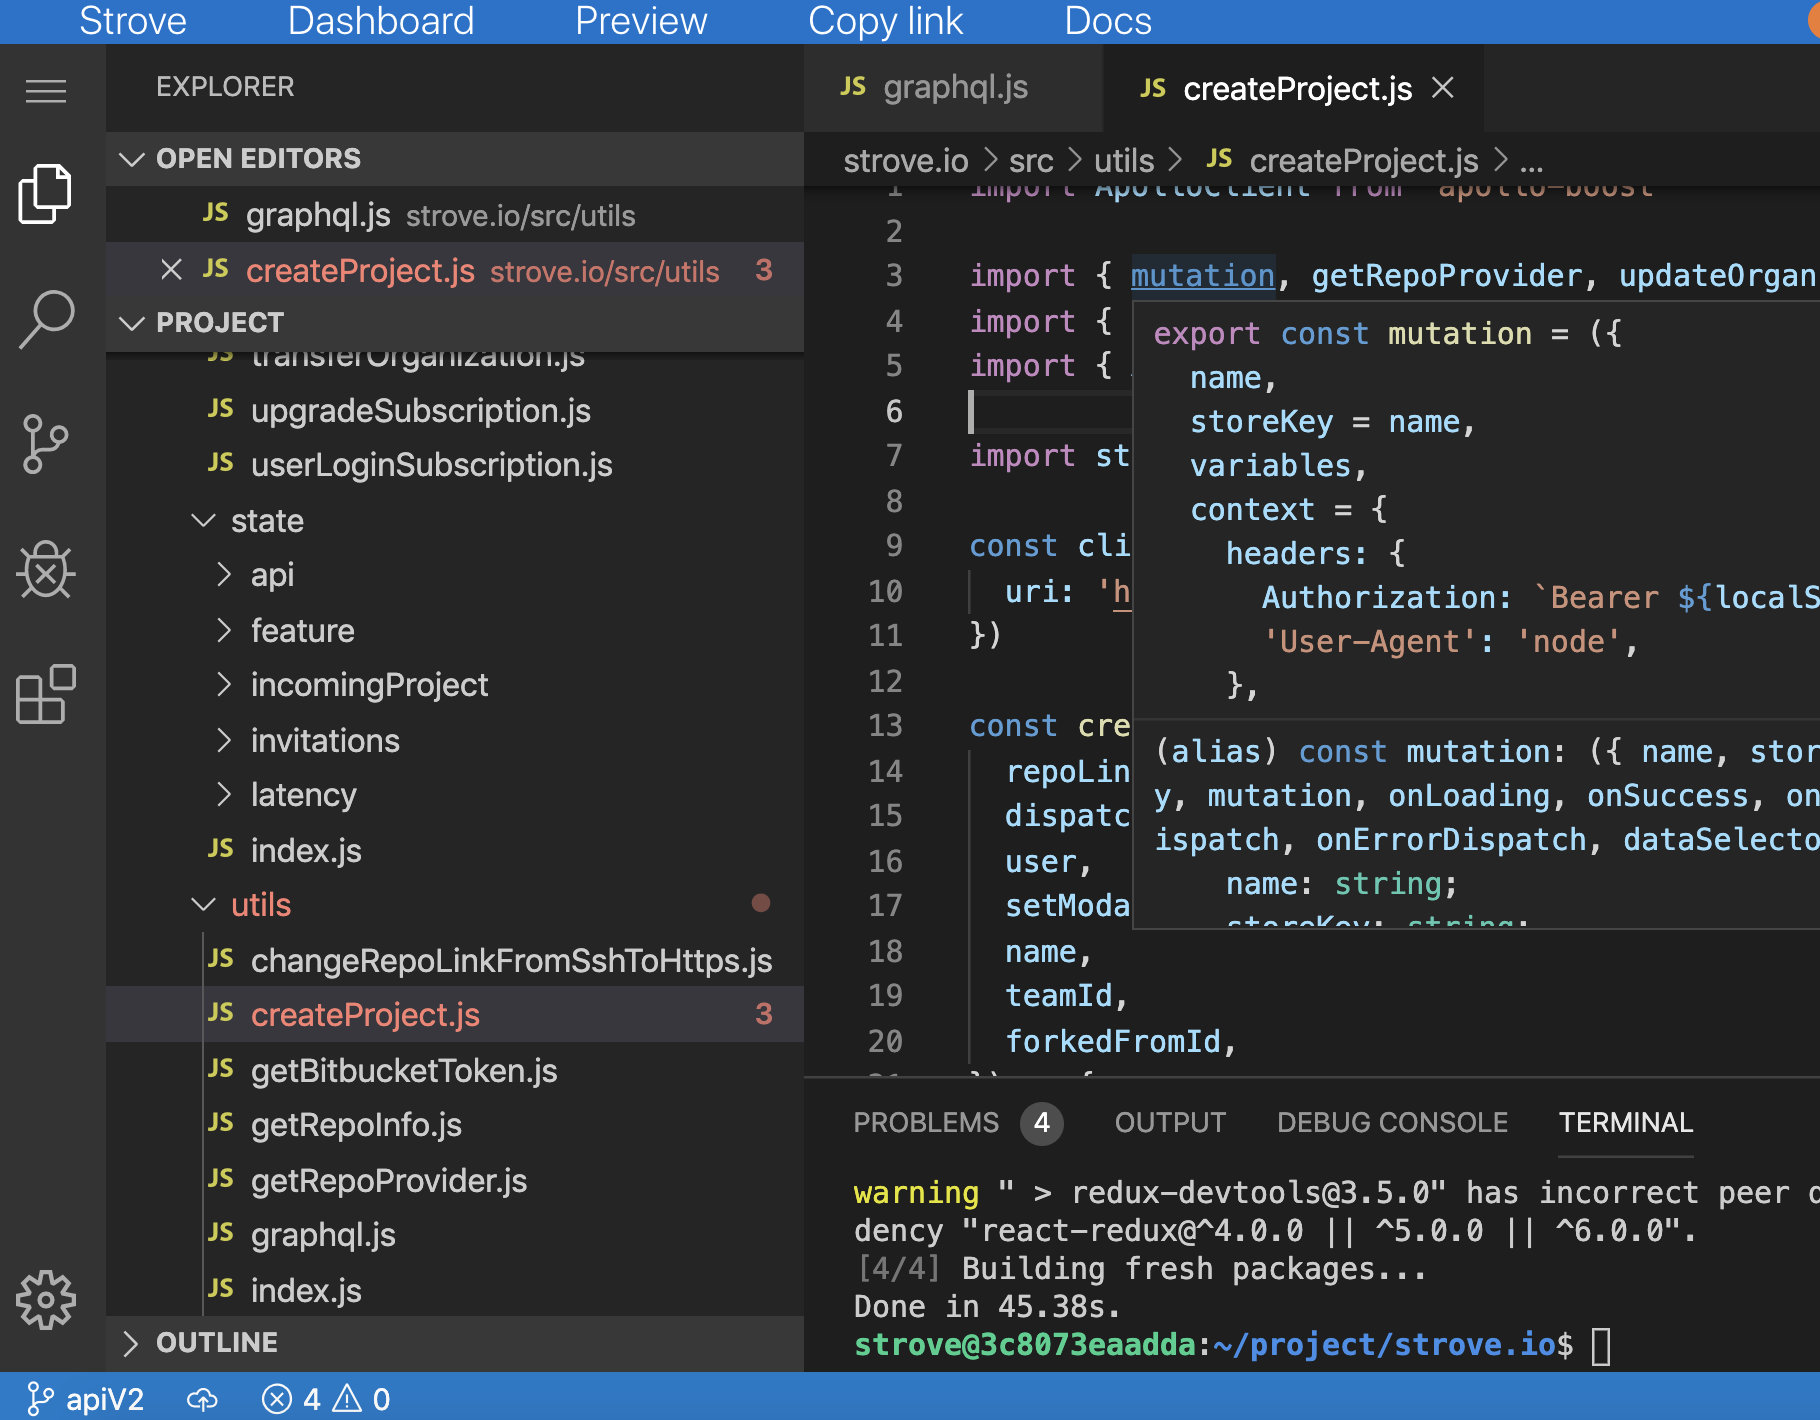 Strove Dashboard Preview Copy link Docs
EXPLORER
OPEN EDITORS
JS graphql.js strove.io/src/utils
JS createProject.js strove.io/src/utils 3
PROJECT
JS transferOrganization.js
JS upgradeSubscription.js
JS userLoginSubscription.js
state
api
feature
incomingProject
invitations
latency
JS index.js
utils
JS changeRepoLinkFromSshToHttps.js
JS createProject.js 3
JS getBitbucketToken.js
JS getRepoInfo.js
JS getRepoProvider.js
JS graphql.js
JS index.js
OUTLINE
JS graphql.js JS createProject.js
strove.io > src > utils > JS createProject.js > ...
1 import ApolloClient from 'apollo-boost'
2
3 import { mutation, getRepoProvider, updateOrgan
4 import {
5 import {
6
7 import st
8
9 const cli
10 uri: 'h
11 })
12
13 const cre
14 repoLin
15 dispatc
16 user,
17 setModa
18 name,
19 teamId,
20 forkedFromId,
export const mutation = ({
name,
storeKey = name,
variables,
context = {
headers: {
Authorization: `Bearer ${localS
'User-Agent': 'node',
},
(alias) const mutation: ({ name, stor
y, mutation, onLoading, onSuccess, on
ispatch, onErrorDispatch, dataSelecto
name: string;
storeKey: string;
PROBLEMS 4 OUTPUT DEBUG CONSOLE TERMINAL
warning " > redux-devtools@3.5.0" has incorrect peer d
dency "react-redux@^4.0.0 || ^5.0.0 || ^6.0.0".
[4/4] Building fresh packages...
Done in 45.38s.
strove@3c8073eaadda:~/project/strove.io$
apiV2 4 0